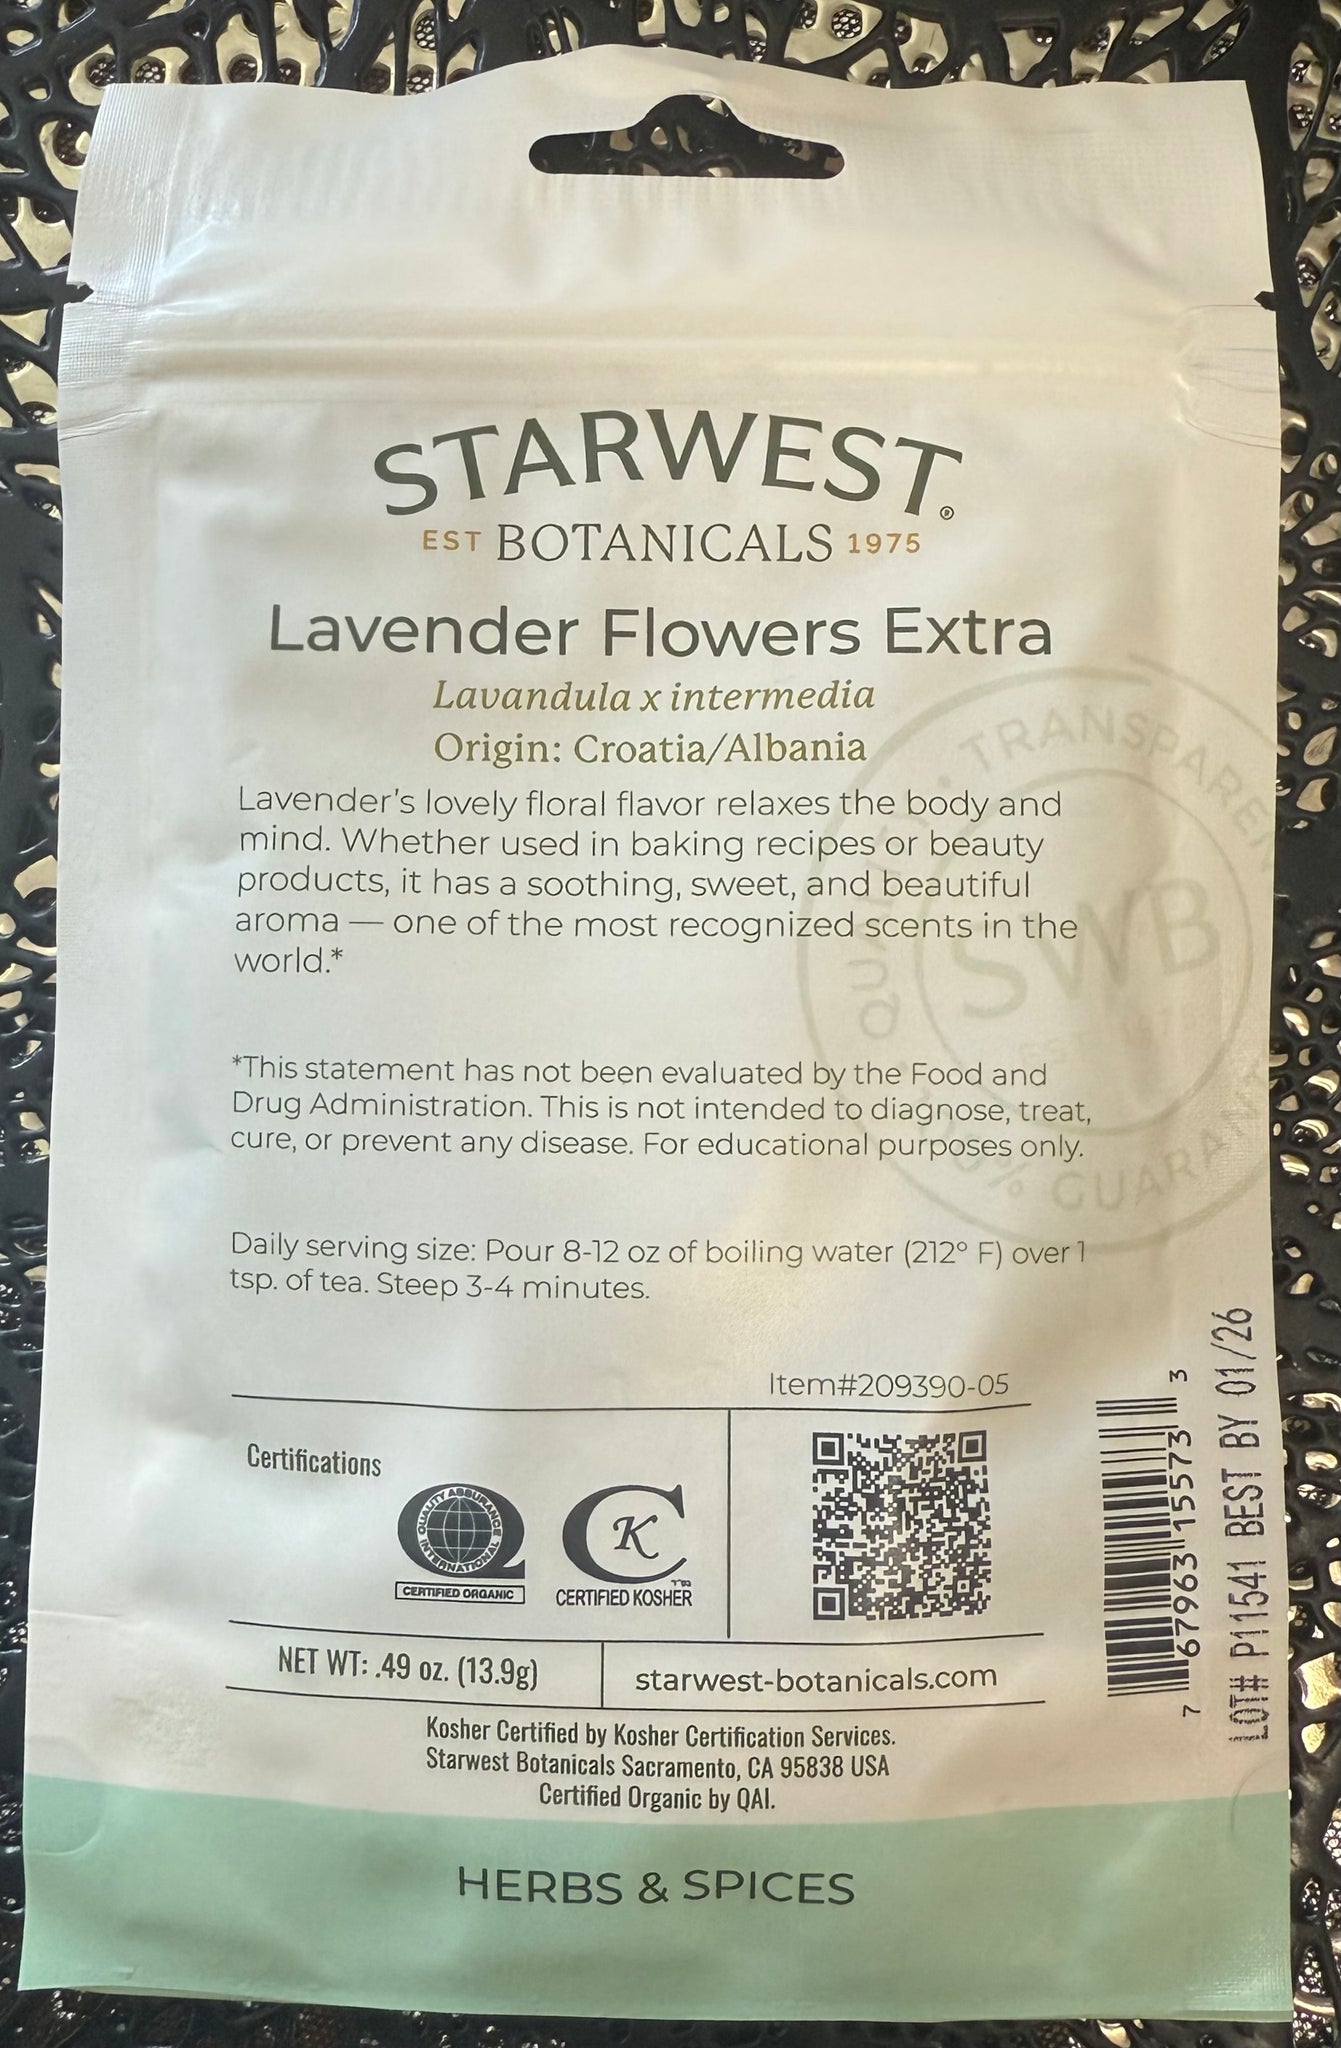 STARWEST®
EST BOTANICALS 1975
Lavender Flowers Extra
Lavandula x intermedia
Origin: Croatia/Albania
Lavender's lovely floral flavor relaxes the body and
mind. Whether used in baking recipes or beauty
products, it has a soothing, sweet, and beautiful
aroma — one of the most recognized scents in the
world.*
*This statement has not been evaluated by the Food and
Drug Administration. This is not intended to diagnose, treat,
cure, or prevent any disease. For educational purposes only.
Daily serving size: Pour 8-12 oz of boiling water (212° F) over 1
tsp. of tea. Steep 3-4 minutes.
Item#209390-05
Certifications
QUALITY ASSURANCE
INTERNATIONAL
CERTIFIED ORGANIC
CK
CERTIFIED KOSHER
NET WT: .49 oz. (13.9g)
starwest-botanicals.com
Kosher Certified by Kosher Certification Services.
Starwest Botanicals Sacramento, CA 95838 USA
Certified Organic by QAI.
HERBS & SPICES
7 67963 15573 3
LOT# P11541 BEST BY 01/26
SWB